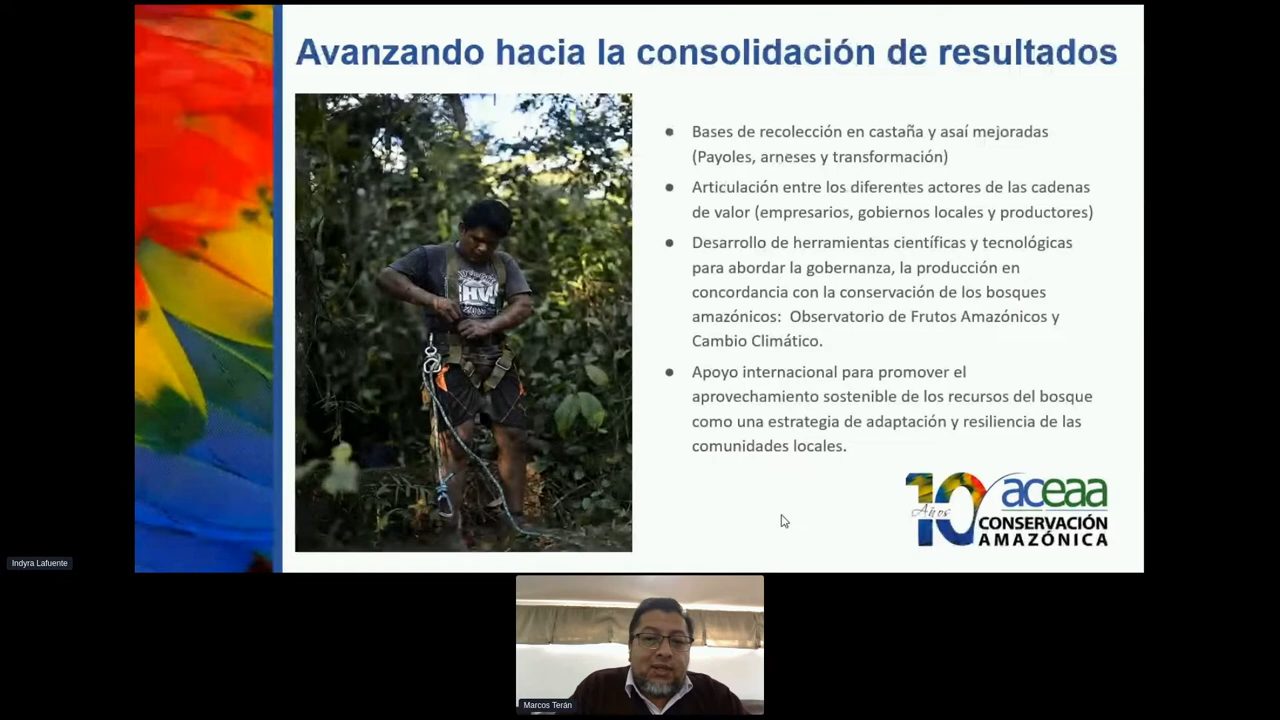 Avanzando hacia la consolidación de resultados
● Bases de recolección en castaña y asaí mejoradas
(Payoles, arneses y transformación)
● Articulación entre los diferentes actores de las cadenas
de valor (empresarios, gobiernos locales y productores)
● Desarrollo de herramientas científicas y tecnológicas
para abordar la gobernanza, la producción en
concordancia con la conservación de los bosques
amazónicos: Observatorio de Frutos Amazónicos y
Cambio Climático.
● Apoyo internacional para promover el
aprovechamiento sostenible de los recursos del bosque
como una estrategia de adaptación y resiliencia de las
comunidades locales.
10 Años
aceaa
CONSERVACIÓN
AMAZÓNICA
Indyra Lafuente
Marcos Terán